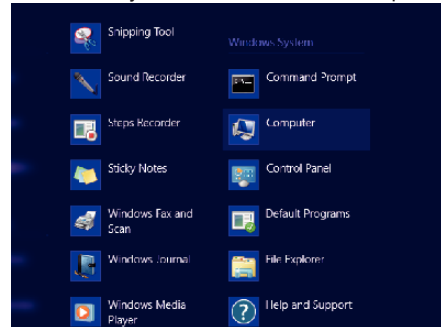 Snipping Tool
Sound Recorder
Steps Recorder
Sticky Notes
Windows Fax and
Scan
Windows Journal
Windows Media
Player
Windows System
Command Prompt
Computer
Control Panel
Default Programs
File Explorer
Help and Support